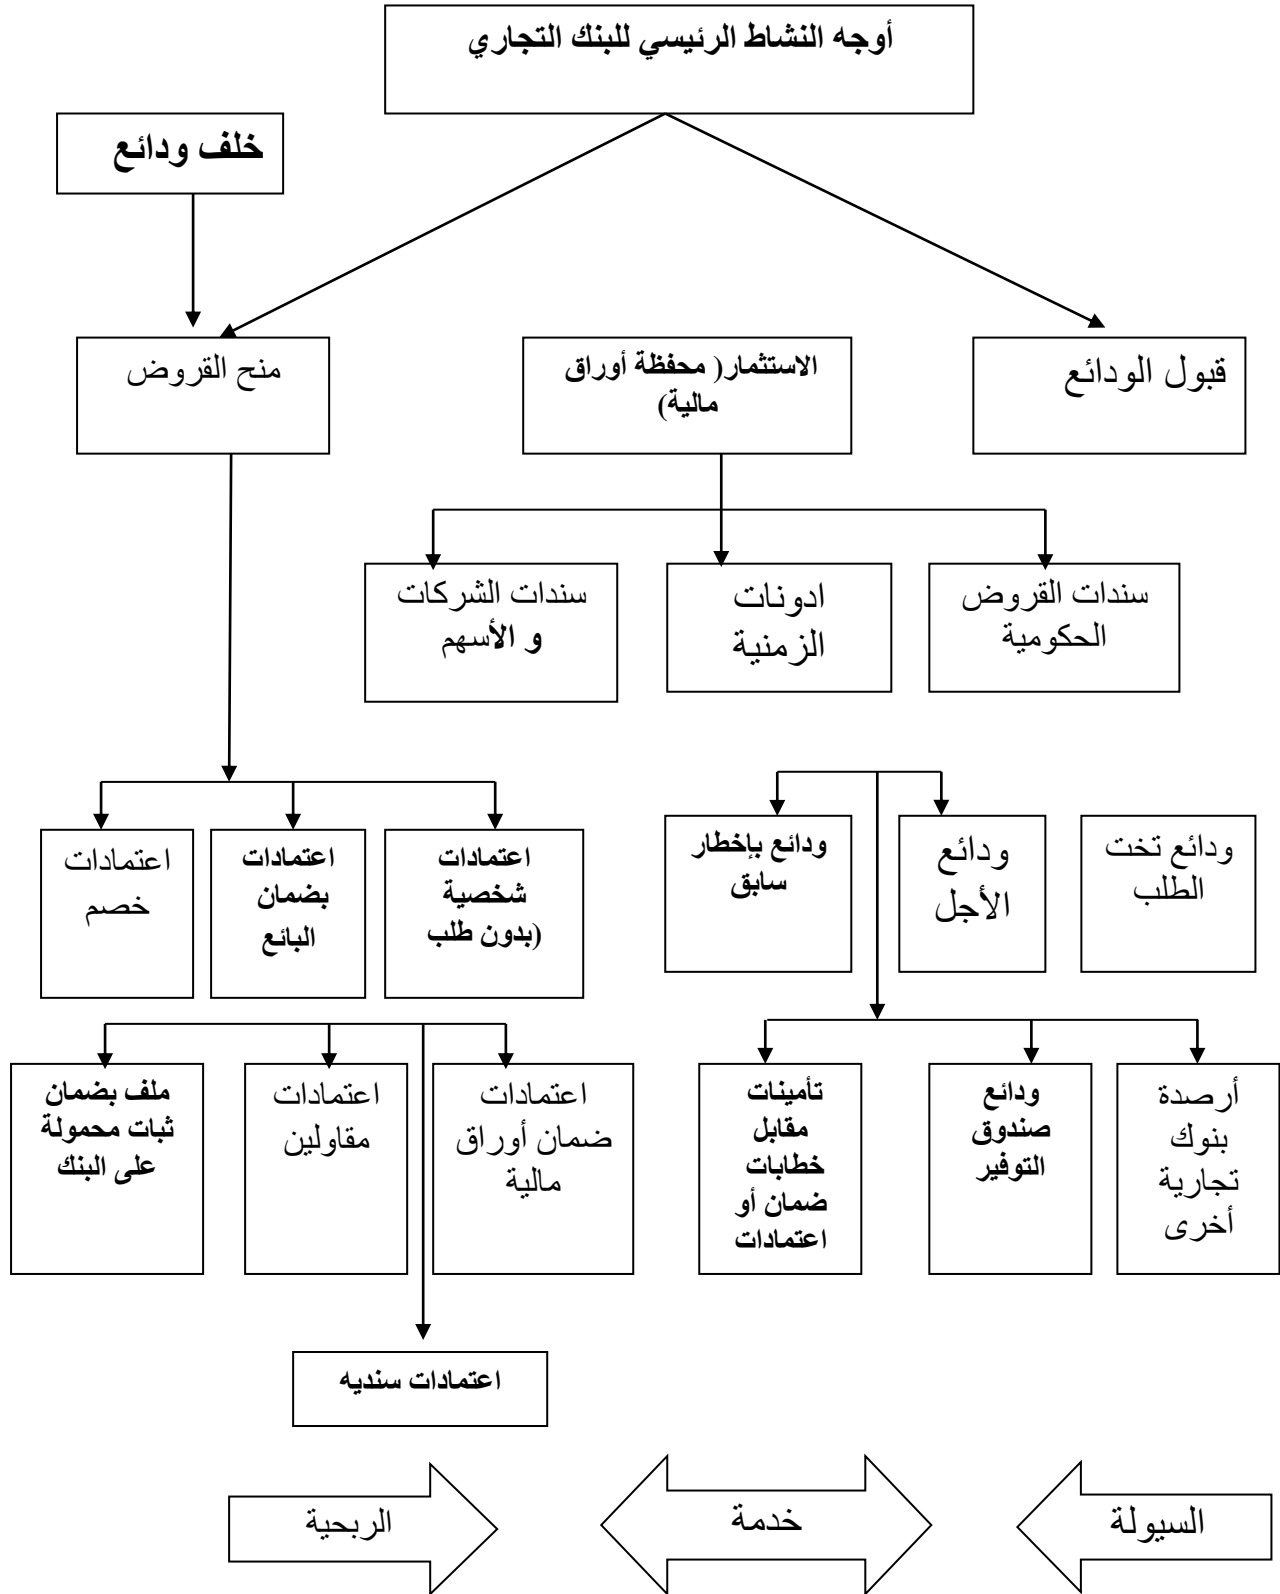 أوجه النشاط الرئيسي للبنك التجاري
خلف ودائع
قبول الودائع
الاستثمار( محفظة أوراق
مالية)
منح القروض
سندات القروض
الحكومية
ادونات
الزمنية
سندات الشركات
و الأسهم
ودائع تخت
الطلب
ودائع
الأجل
ودائع بإخطار
سابق
اعتمادات
شخصية
(بدون طلب
اعتمادات
بضمان
البائع
اعتمادات
خصم
أرصدة
بنوك
تجارية
أخرى
ودائع
صندوق
التوفير
تأمينات
مقابل
خطابات
ضمان أو
اعتمادات
اعتمادات
ضمان أوراق
مالية
اعتمادات
مقاولين
ملف بضمان
ثبات محمولة
على البنك
اعتمادات سنديه
السيولة
خدمة
الربحية